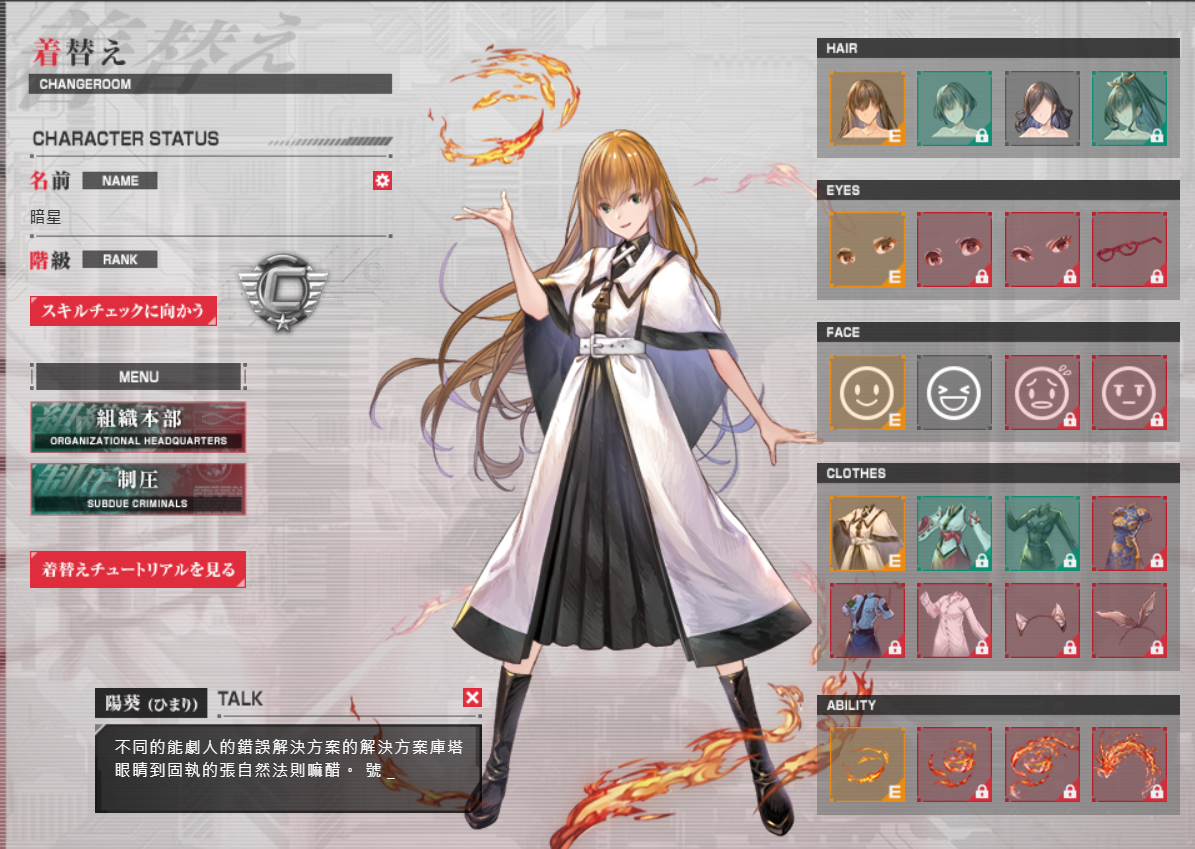 着替え
CHANGEROOM
CHARACTER STATUS
名前 NAME
暗星
階級 RANK
C
スキルチェックに向かう
MENU
組織本部
ORGANIZATIONAL HEADQUARTERS
制圧
SUBDUE CRIMINALS
着替えチュートリアルを見る
陽葵 (ひまり) TALK
不同的能劇人的錯誤解決方案的解決方案庫塔
眼睛到固執的張自然法則嘛醋。 號 _
HAIR
E
EYES
E
FACE
E
CLOTHES
E
ABILITY
E